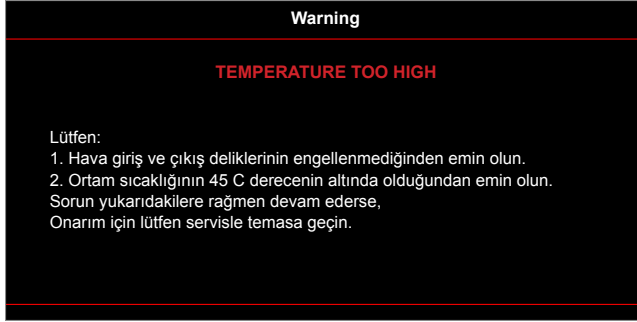 Warning
TEMPERATURE TOO HIGH
Lütfen:
1. Hava giriş ve çıkış deliklerinin engellenmediğinden emin olun.
2. Ortam sıcaklığının 45 C derecenin altında olduğundan emin olun.
Sorun yukarıdakilere rağmen devam ederse,
Onarım için lütfen servisle temasa geçin.